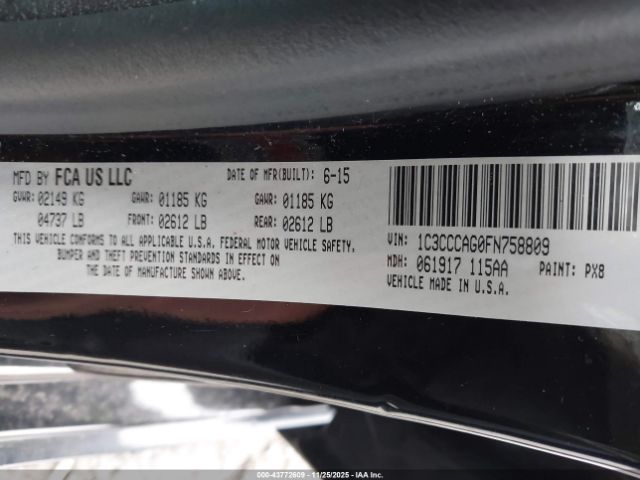 MFD BY FCA US LLC DATE OF MFR(BUILT): 6-15
GVWR: 02149 KG GAWR: 01185 KG GAWR: 01185 KG
04737 LB FRONT: 02612 LB REAR: 02612 LB
THIS VEHICLE CONFORMS TO ALL APPLICABLE U.S.A. FEDERAL MOTOR VEHICLE SAFETY,
BUMPER AND THEFT PREVENTION STANDARDS IN EFFECT ON
THE DATE OF MANUFACTURE SHOWN ABOVE.
VIN: 1C3CCCAG0FN758809
MDH: 061917 115AA PAINT: PX8
VEHICLE MADE IN U.S.A.
000-43772609 - 11/25/2025 - IAA Inc.